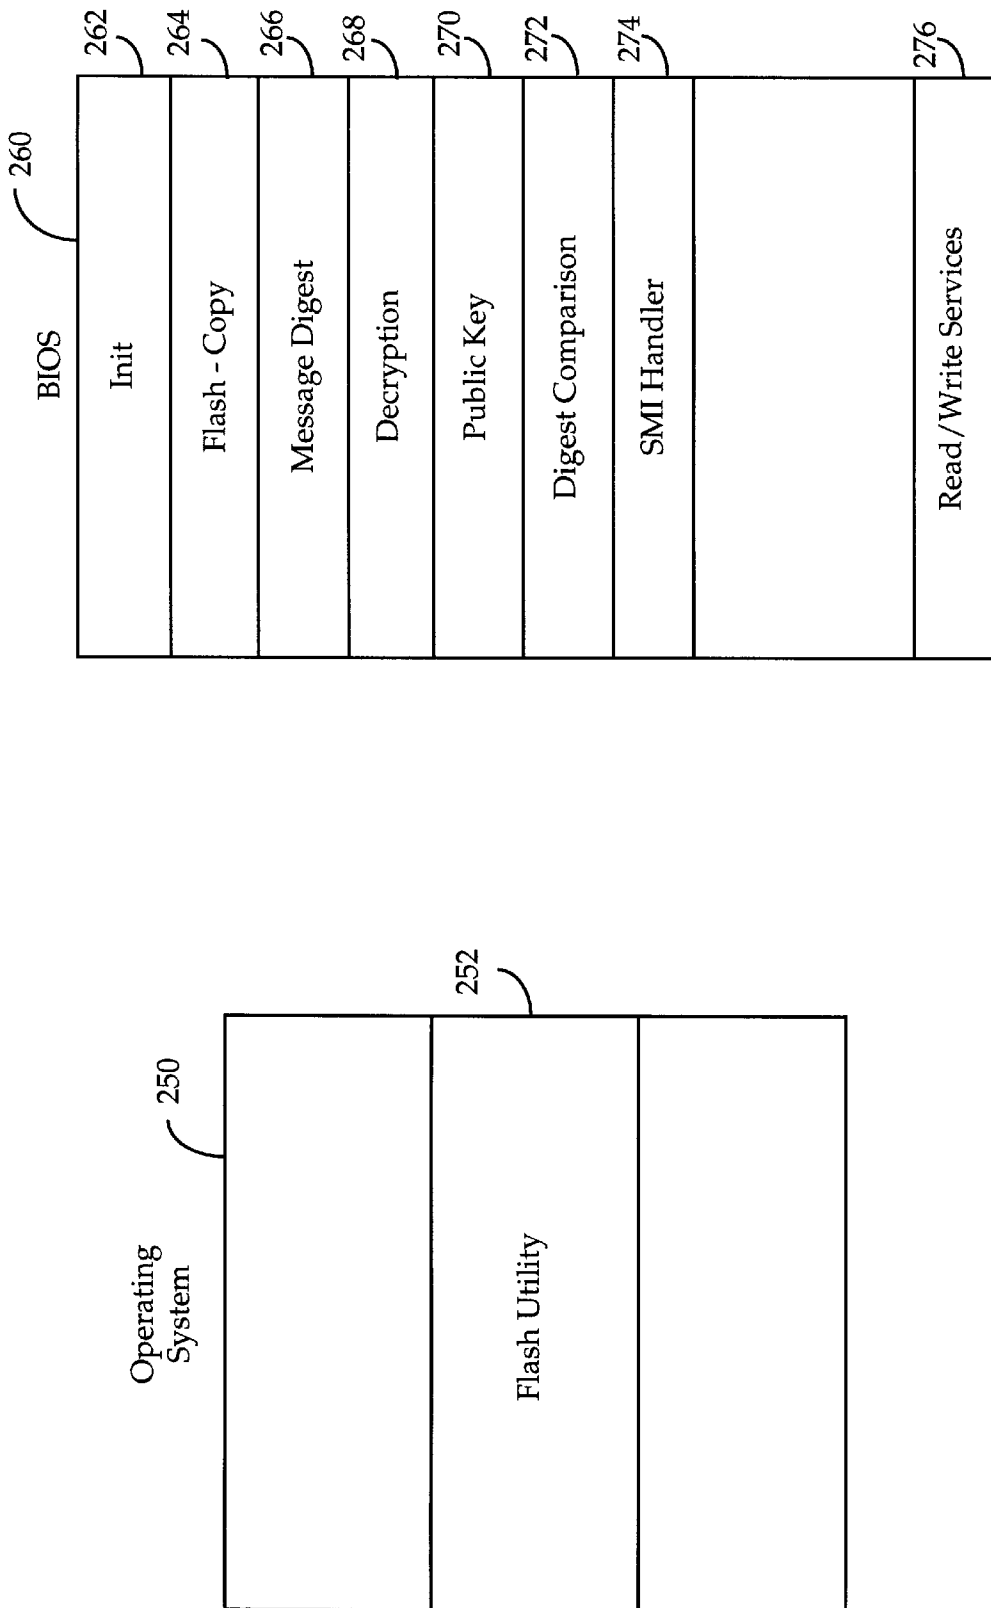 Operating
System
250
Flash Utility
252
BIOS
260
Init
262
Flash - Copy
264
Message Digest
266
Decryption
268
Public Key
270
Digest Comparison
272
SMI Handler
274
Read/Write Services
276